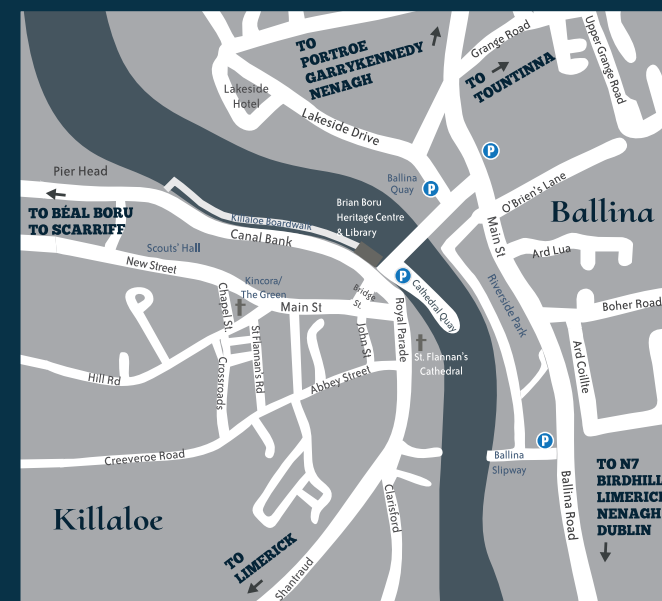 TO
PORTROE
GARRYKENNEDY
NENAGH
Grange Road
Upper Grange Road
TO
TOUNTINNA
Lakeside
Hotel
Lakeside Drive
P
Pier Head
Ballina
Quay
P
O'Brien's Lane
Ballina
TO BÉAL BORU
TO SCARRIFF
Brian Boru
Heritage Centre
& Library
Killaloe Boardwalk
Canal Bank
Main St
Ard Lua
Scouts' Hall
New Street
Kincora/
The Green
P
Cathedral Quay
Riverside Park
Bridge
St.
Chapel St.
Main St
Royal Parade
Boher Road
St Flannan's Rd
John St
St. Flannan's
Cathedral
Ard Coillte
Hill Rd
Crossroads
Abbey Street
Creeveroe Road
P
Ballina
Slipway
Ballina Road
TO N7
BIRDHILL
LIMERICK
NENAGH
DUBLIN
Killaloe
Clarisford
TO
LIMERICK
Shantraud